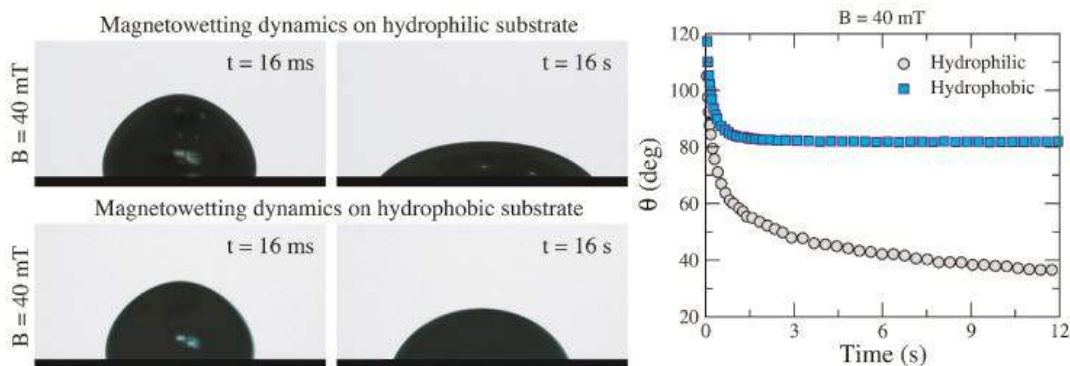 Magnetowetting dynamics on hydrophilic substrate
B = 40 mT
t = 16 ms
t = 16 s
Magnetowetting dynamics on hydrophobic substrate
B = 40 mT
t = 16 ms
t = 16 s
B = 40 mT
Hydrophilic
Hydrophobic
θ (deg)
120
100
80
60
40
20
0
3
6
9
12
Time (s)